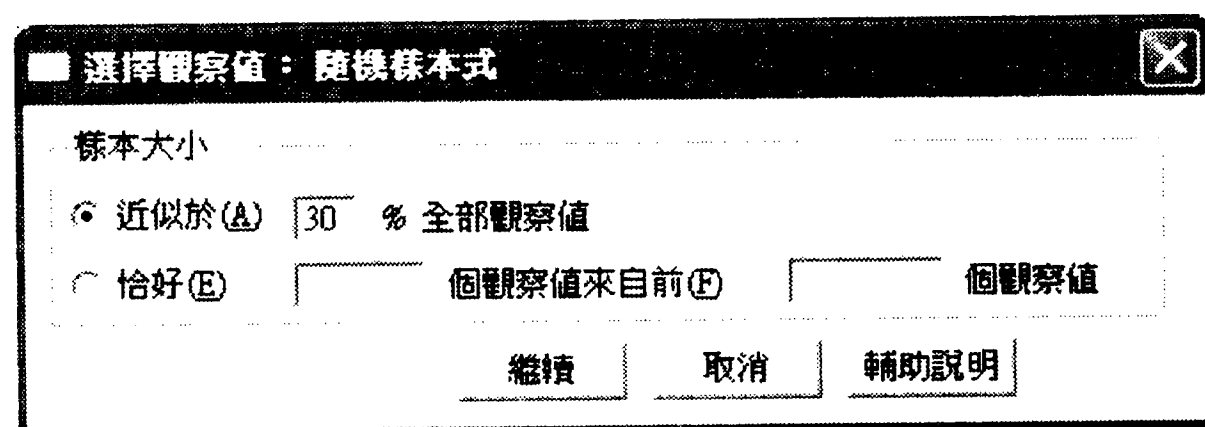 選擇觀察值：隨機樣本式
樣本大小
近似於(A) 30 % 全部觀察值
恰好(E) 個觀察值來自前(F) 個觀察值
繼續 取消 輔助說明